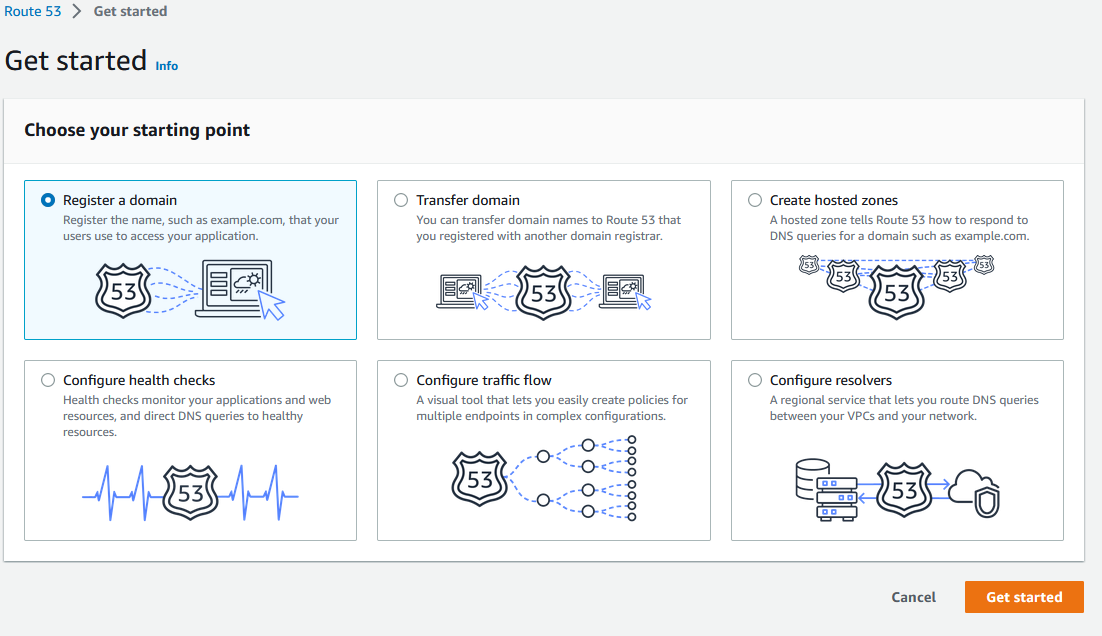 Route 53 > Get started
Get started Info
Choose your starting point
Register a domain
Register the name, such as example.com, that your
users use to access your application.
53
Transfer domain
You can transfer domain names to Route 53 that
you registered with another domain registrar.
53
Create hosted zones
A hosted zone tells Route 53 how to respond to
DNS queries for a domain such as example.com.
53 53 53 53 53
Configure health checks
Health checks monitor your applications and web
resources, and direct DNS queries to healthy
resources.
53
Configure traffic flow
A visual tool that lets you easily create policies for
multiple endpoints in complex configurations.
53
Configure resolvers
A regional service that lets you route DNS queries
between your VPCs and your network.
53
Cancel Get started